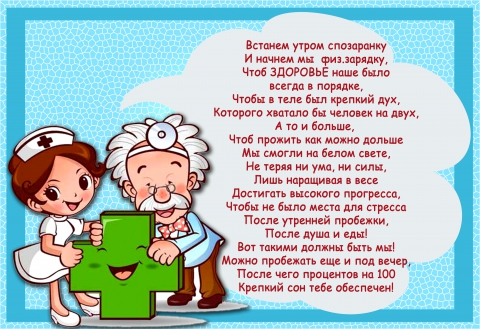 Встанем утром спозаранку
И начнем мы физ.зарядку,
Чтоб ЗДОРОВЬЕ наше было
всегда в порядке,
Чтобы в теле был крепкий дух,
Которого хватало бы человек на двух,
А то и больше,
Чтоб прожить как можно дольше
Мы смогли на белом свете,
Не теряя ни ума, ни силы,
Лишь наращивая в весе
Достигать высокого прогресса,
Чтобы не было места для стресса
После утренней пробежки,
После душа и еды!
Вот такими должны быть мы!
Можно пробежать еще и под вечер,
После чего процентов на 100
Крепкий сон тебе обеспечен!